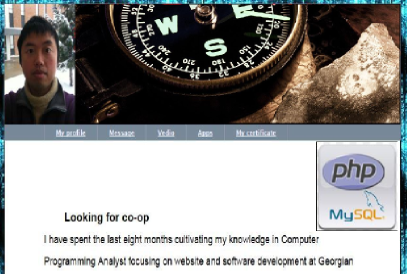 W
S
E
My profile Message Vedio Apps My certificate
php
MySQL
Looking for co-op
I have spent the last eight months cultivating my knowledge in Computer
Programming Analyst focusing on website and software development at Georgian